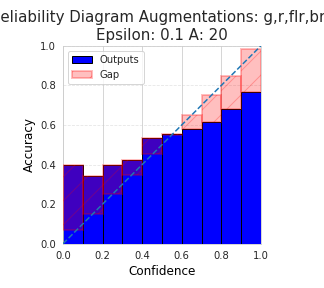 eliability Diagram Augmentations: g,r,flr,br
Epsilon: 0.1 A: 20
1.0
0.8
0.6
0.4
0.2
0.0
Outputs
Gap
Accuracy
0.0 0.2 0.4 0.6 0.8 1.0
Confidence